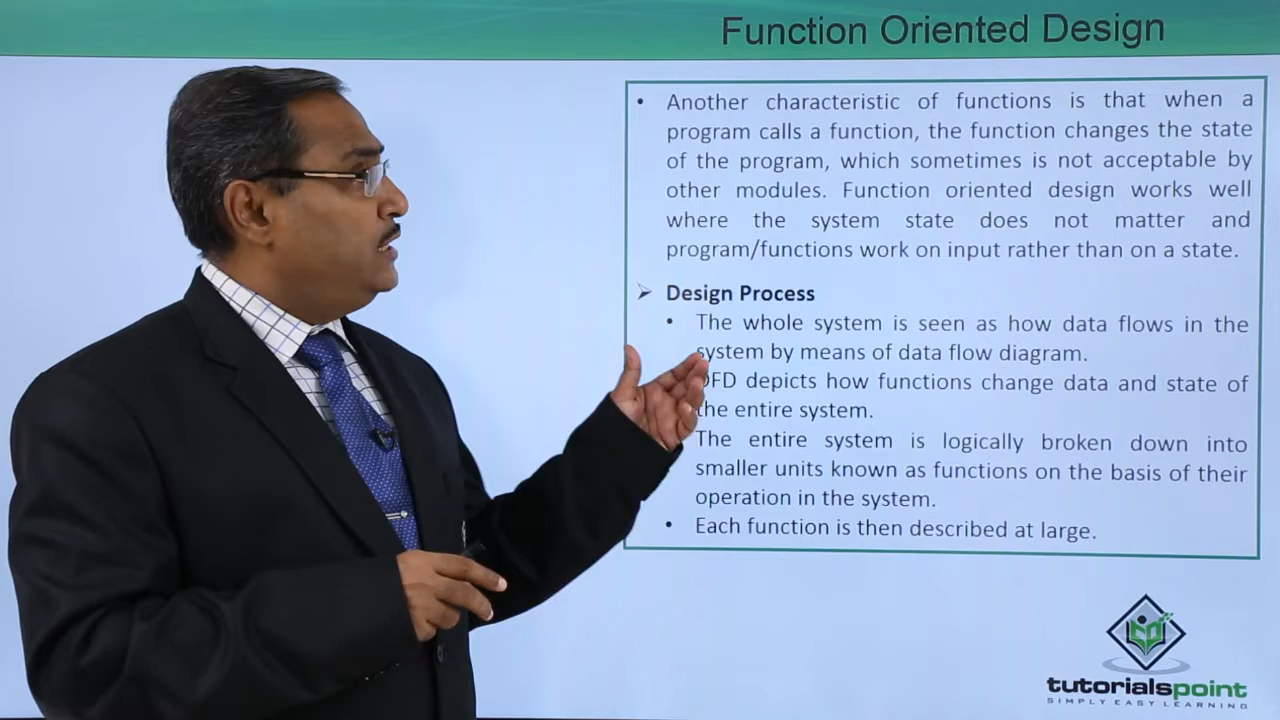 Function Oriented Design
• Another characteristic of functions is that when a
program calls a function, the function changes the state
of the program, which sometimes is not acceptable by
other modules. Function oriented design works well
where the system state does not matter and
program/functions work on input rather than on a state.
➢ Design Process
• The whole system is seen as how data flows in the
system by means of data flow diagram.
DFD depicts how functions change data and state of
the entire system.
The entire system is logically broken down into
smaller units known as functions on the basis of their
operation in the system.
• Each function is then described at large.
tutorialspoint
SIMPLY EASY LEARNING